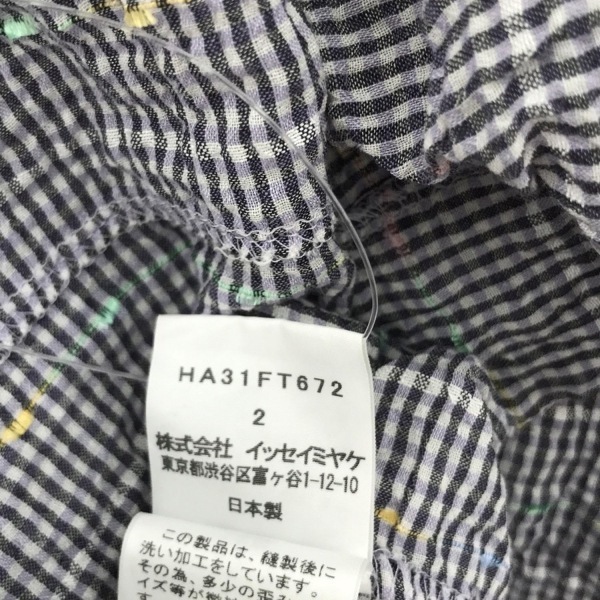 HA31FT672
2
株式会社 イッセイミヤケ
東京都渋谷区富ヶ谷1-12-10
日本製
この製品は、縫製後に
洗い加工をしています。
その為、多少の歪み
イズ等が